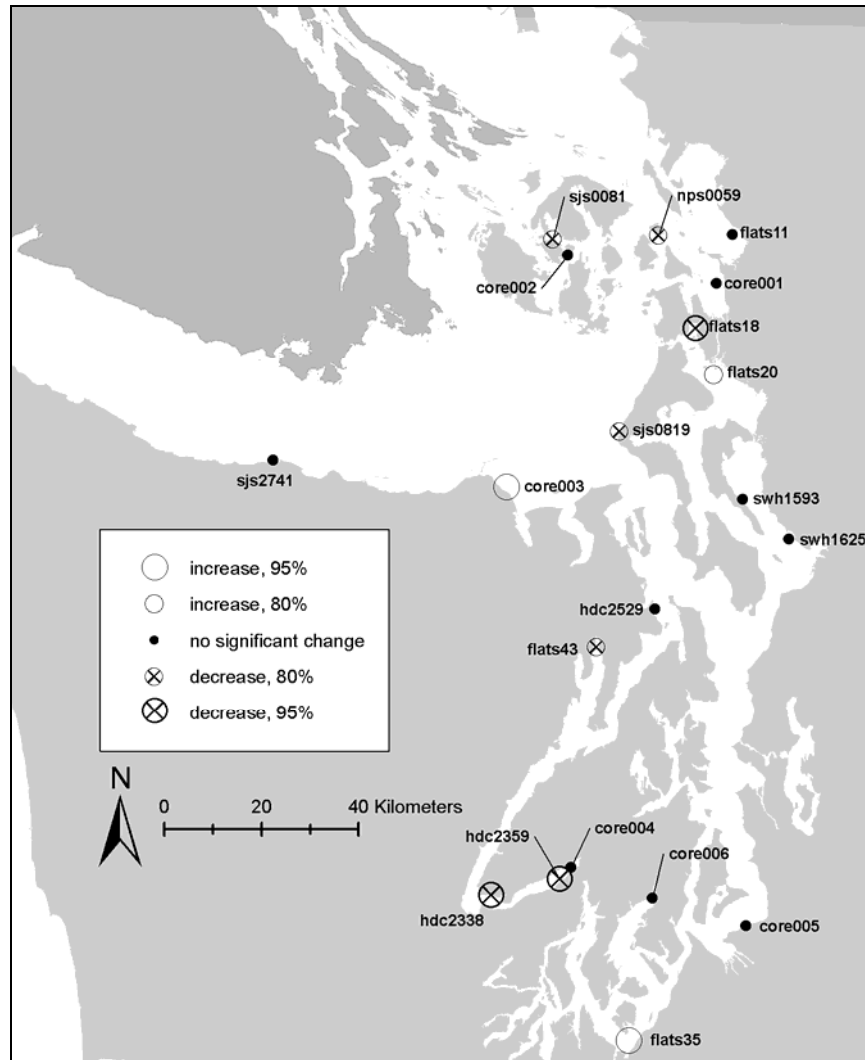 sjs0081
nps0059
flats11
core002
core001
flats18
flats20
sjs0819
sjs2741
core003
swh1593
swh1625
increase, 95%
increase, 80%
no significant change
decrease, 80%
decrease, 95%
hdc2529
flats43
N
0 20 40 Kilometers
hdc2359
core004
core006
hdc2338
core005
flats35